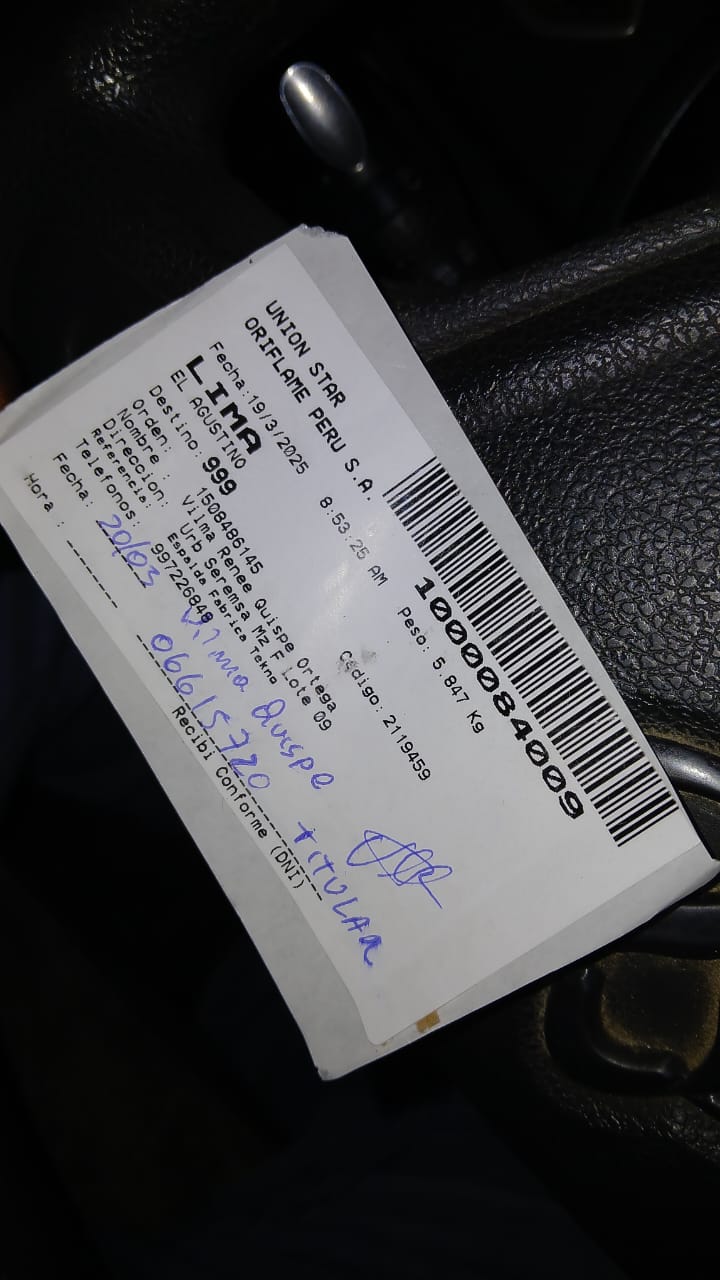 UNION STAR
ORIFLAME PERU S.A.
Fecha:19/3/2025 8:53:25 AM
1000084009
LIMA
Peso: 5.847 Kg
EL AGUSTINO
Destino: 999
Código: 2119459
Orden: 1508486145
Nombre Vilma Renee Quispe Ortega
Dirección: Urb Seremsa Mz F Lote 09
Referencia: Espalda Fabrica Tekno
Telefonos: 997226848
Fecha: 20/03 Vilma Quispe
Hora : 06615720 TITULAR
Recibi Conforme (DNI)